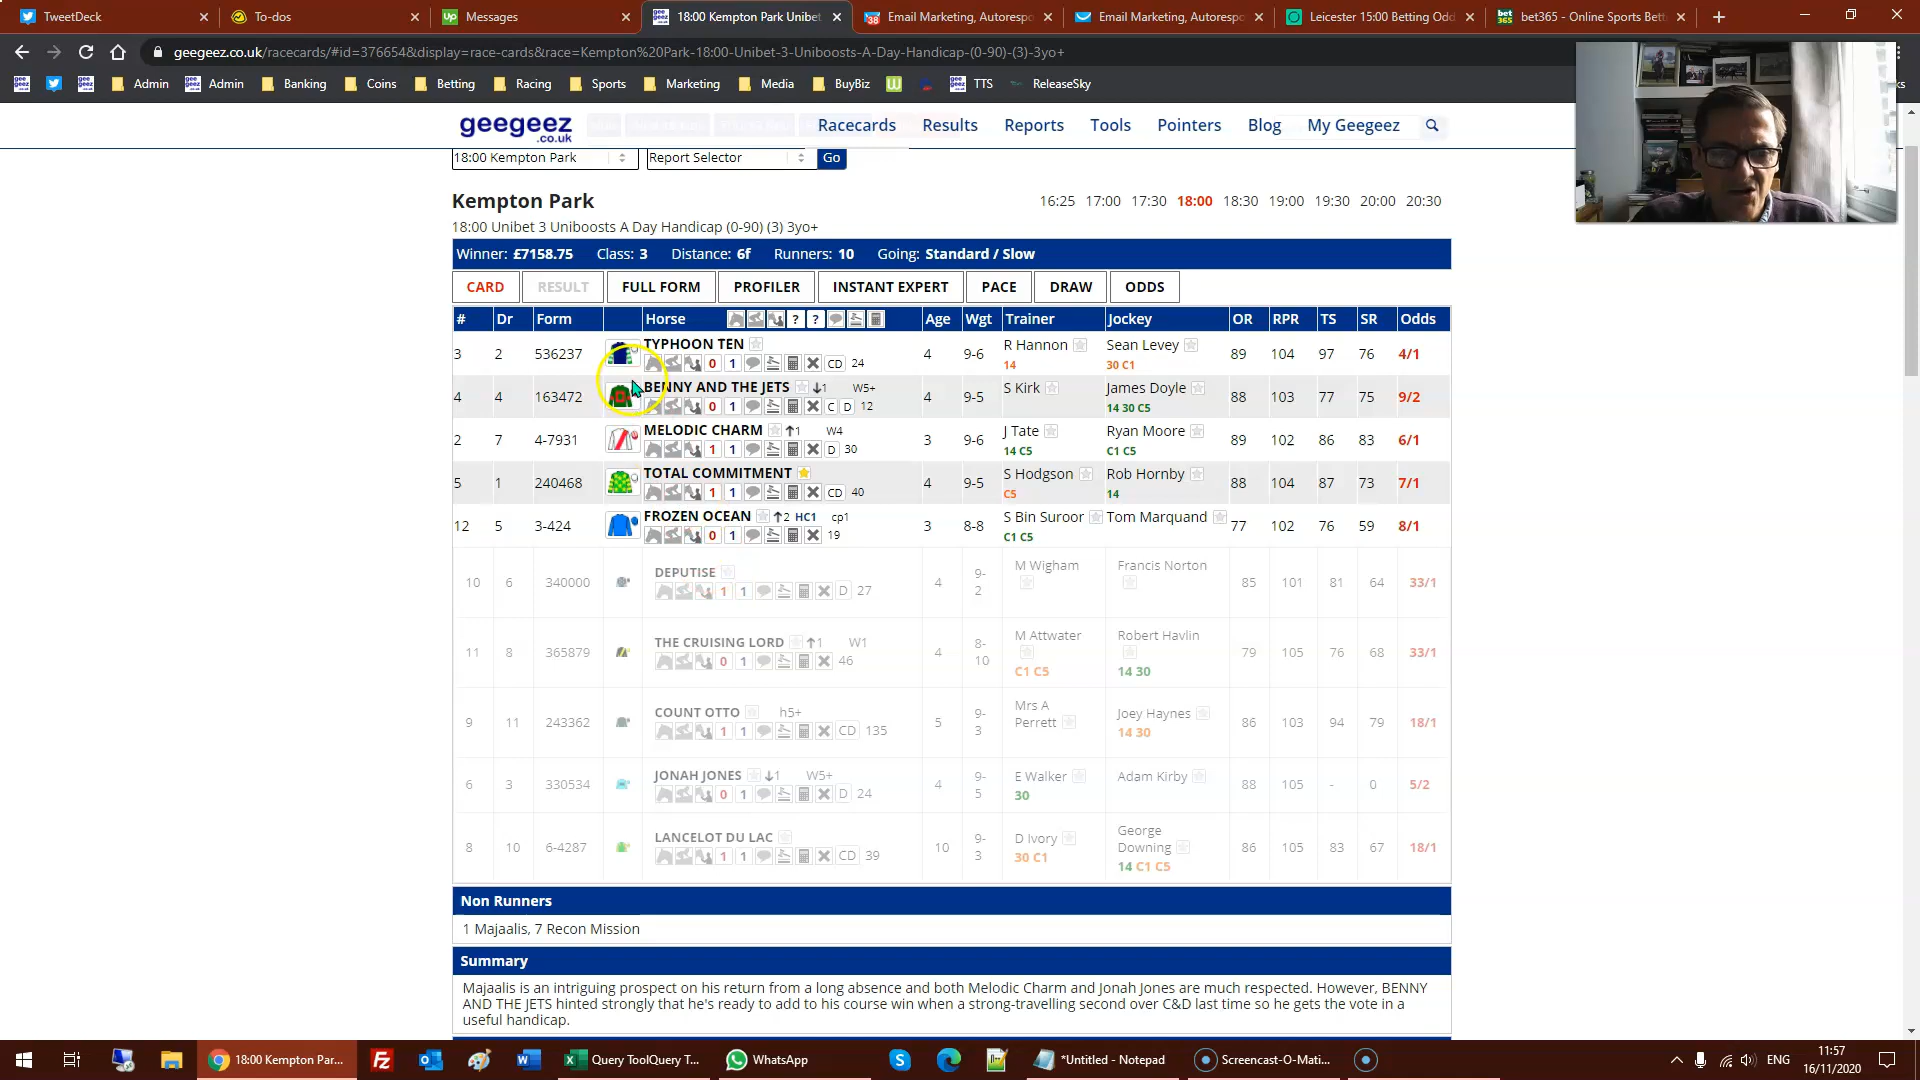 TweetDeck
To-dos
Messages
18:00 Kempton Park Unibet
Email Marketing, Autorespo
Email Marketing, Autorespo
Leicester 15:00 Betting Odd
bet365 - Online Sports Bett
geegeez.co.uk/racecards/#id=376654&display=race-cards&race=Kempton%20Park-18:00-Unibet-3-Uniboosts-A-Day-Handicap-(0-90)-(3)-3yo+
Admin Admin Banking Coins Betting Racing Sports Marketing Media BuyBiz TTS ReleaseSky
geegeez .co.uk
Racecards Results Reports Tools Pointers Blog My Geegeez
18:00 Kempton Park Report Selector Go
Kempton Park 16:25 17:00 17:30 18:00 18:30 19:00 19:30 20:00 20:30
18:00 Unibet 3 Uniboosts A Day Handicap (0-90) (3) 3yo+
Winner: £7158.75 Class: 3 Distance: 6f Runners: 10 Going: Standard / Slow
CARD RESULT FULL FORM PROFILER INSTANT EXPERT PACE DRAW ODDS
# Dr Form Horse ? ? Age Wgt Trainer Jockey OR RPR TS SR Odds
3 2 536237 TYPHOON TEN 4 9-6 R Hannon Sean Levey 89 104 97 76 4/1
0 1 CD 24 14 30 C1
4 4 163472 BENNY AND THE JETS ↓1 W5+ 4 9-5 S Kirk James Doyle 88 103 77 75 9/2
0 1 C D 12 14 30 C5
2 7 4-7931 MELODIC CHARM ↑1 W4 3 9-6 J Tate Ryan Moore 89 102 86 83 6/1
1 1 D 30 14 C5 C1 C5
5 1 240468 TOTAL COMMITMENT 4 9-5 S Hodgson Rob Hornby 88 104 87 73 7/1
1 1 CD 40 C5 14
12 5 3-424 FROZEN OCEAN ↑2 HC1 cp1 3 8-8 S Bin Suroor Tom Marquand 77 102 76 59 8/1
0 1 19 C1 C5
10 6 340000 DEPUTISE 4 9-2 M Wigham Francis Norton 85 101 81 64 33/1
1 1 D 27
11 8 365879 THE CRUISING LORD ↑1 W1 4 8-10 M Attwater Robert Havlin 79 105 76 68 33/1
0 1 46 C1 C5 14 30
9 11 243362 COUNT OTTO h5+ 5 9-3 Mrs A Perrett Joey Haynes 86 103 94 79 18/1
1 1 CD 135 14 30
6 3 330534 JONAH JONES ↓1 W5+ 4 9-5 E Walker Adam Kirby 88 105 - 0 5/2
0 1 D 24 30
8 10 6-4287 LANCELOT DU LAC 10 9-3 D Ivory George Downing 86 105 83 67 18/1
1 1 CD 39 30 C1 14 C1 C5
Non Runners
1 Majaalis, 7 Recon Mission
Summary
Majaalis is an intriguing prospect on his return from a long absence and both Melodic Charm and Jonah Jones are much respected. However, BENNY
AND THE JETS hinted strongly that he's ready to add to his course win when a strong-travelling second over C&D last time so he gets the vote in a
useful handicap.
18:00 Kempton Par...
Query ToolQuery T...
WhatsApp
*Untitled - Notepad
Screencast-O-Mati...
ENG
11:57
16/11/2020